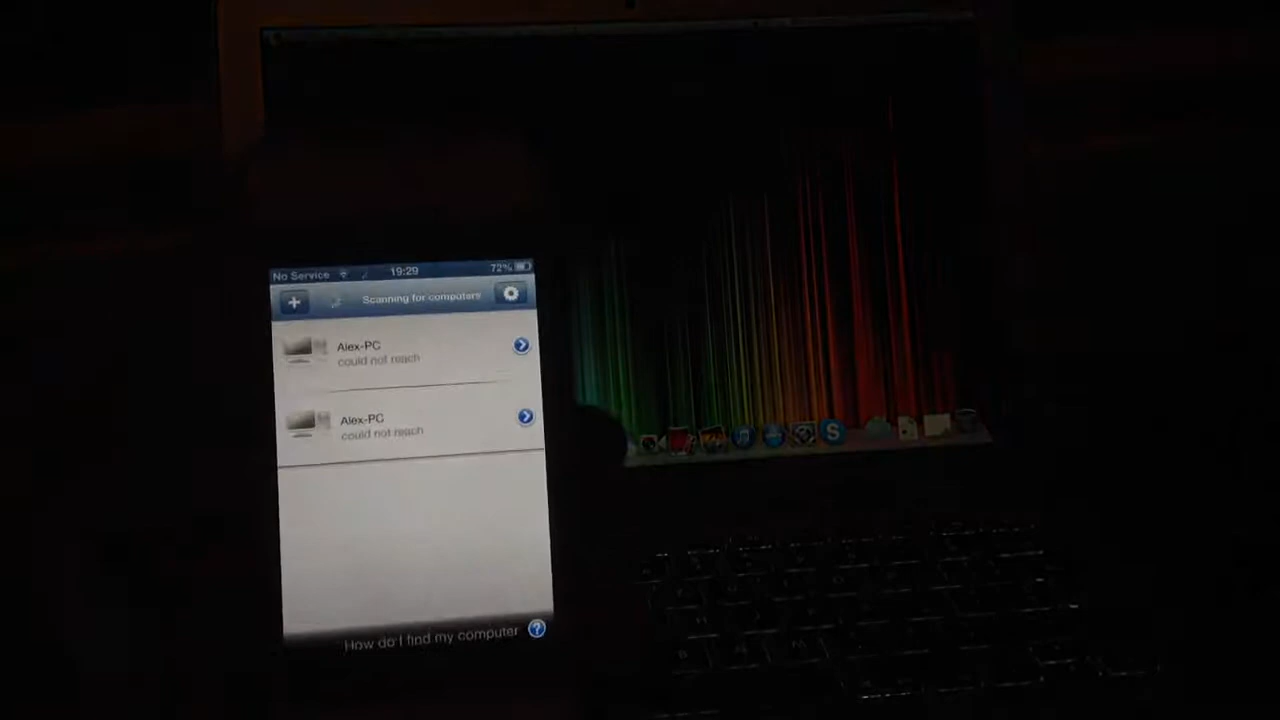 No Service 19:29 72%
+ Scanning for computers
Alex-PC
could not reach
Alex-PC
could not reach
How do I find my computer ?
S